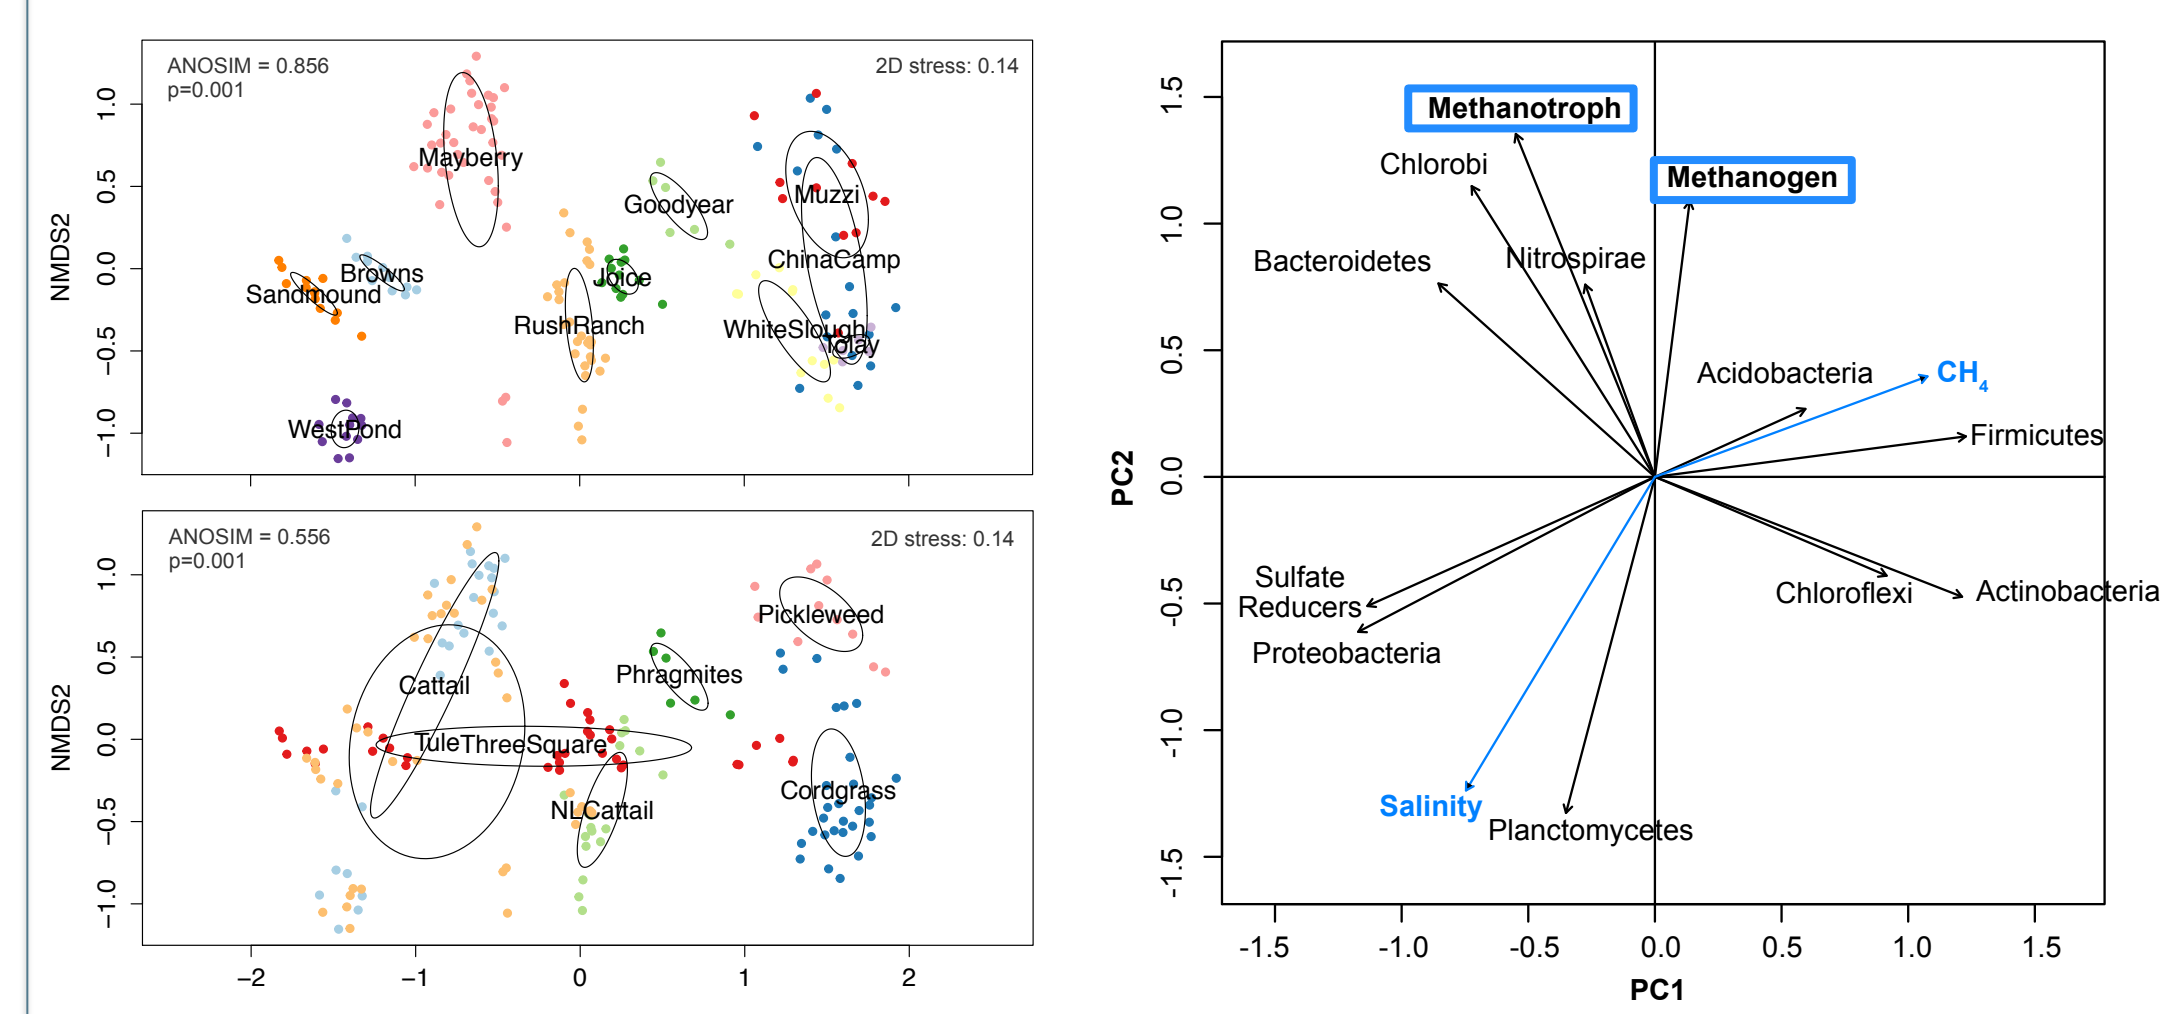 ANOSIM = 0.856
p=0.001
2D stress: 0.14
NMDS2
1.0
0.5
0.0
-0.5
-1.0
Mayberry
Goodyear
Muzzi
ChinaCamp
Browns
Sandmound
Joice
RushRanch
WhiteSlough
Tolay
WestPond
ANOSIM = 0.556
p=0.001
2D stress: 0.14
NMDS2
1.0
0.5
0.0
-0.5
-1.0
Pickleweed
Phragmites
Cattail
TuleThreeSquare
NLCattail
Cordgrass
−2
−1
0
1
2
PC2
1.5
1.0
0.5
0.0
-0.5
-1.0
-1.5
Methanotroph
Chlorobi
Methanogen
Bacteroidetes
Nitrospirae
Acidobacteria
CH4
Firmicutes
Sulfate
Reducers
Proteobacteria
Chloroflexi
Actinobacteria
Salinity
Planctomycetes
-1.5
-1.0
-0.5
0.0
0.5
1.0
1.5
PC1